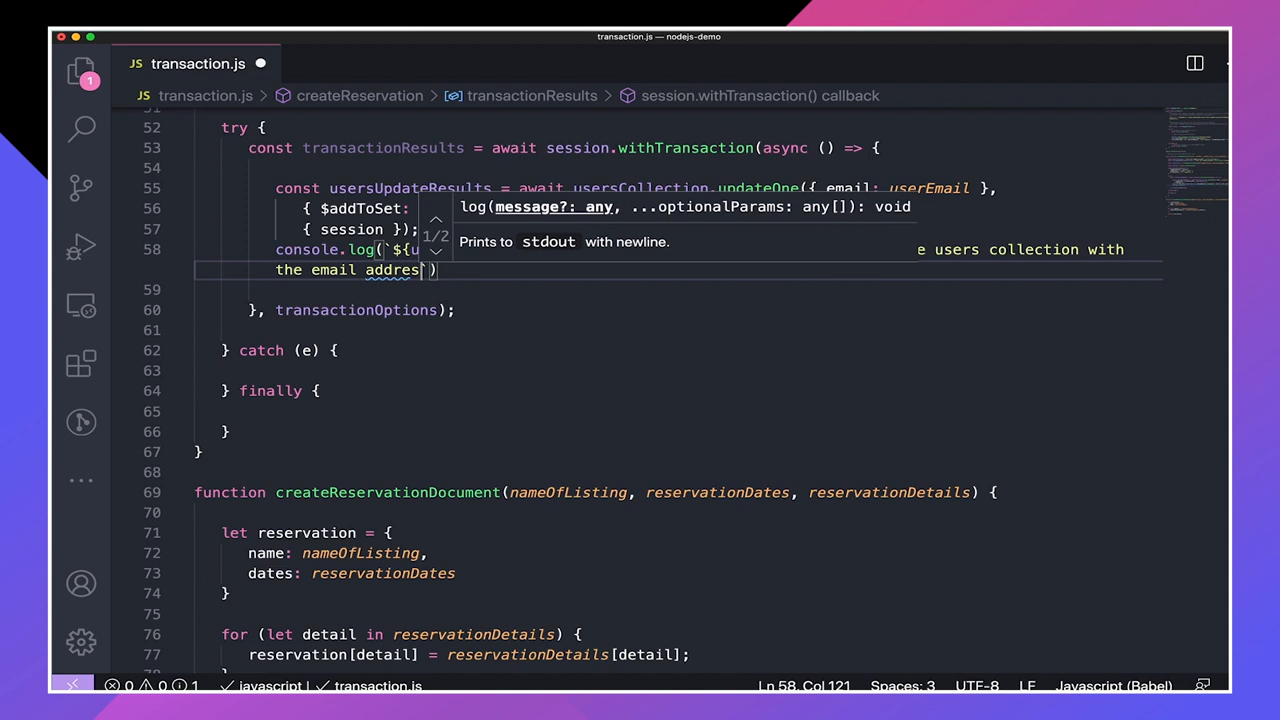 transaction.js — nodejs-demo
1
JS transaction.js
JS transaction.js > createReservation > transactionResults > session.withTransaction() callback
51
52 try {
53 const transactionResults = await session.withTransaction(async () => {
54
55 const usersUpdateResults = await usersCollection.updateOne({ email: userEmail },
56 { $addToSet:
log(message?: any, ...optionalParams: any[]): void
57 { session });
1/2
Prints to stdout with newline.
58 console.log(`${u e users collection with
the email addres`)
59
60 }, transactionOptions);
61
62 } catch (e) {
63
64 } finally {
65
66 }
67 }
68
69 function createReservationDocument(nameOfListing, reservationDates, reservationDetails) {
70
71 let reservation = {
72 name: nameOfListing,
73 dates: reservationDates
74 }
75
76 for (let detail in reservationDetails) {
77 reservation[detail] = reservationDetails[detail];
78 }
0 0 1 javascript | transaction.js Ln 58, Col 121 Spaces: 3 UTF-8 LF Javascript (Babel)